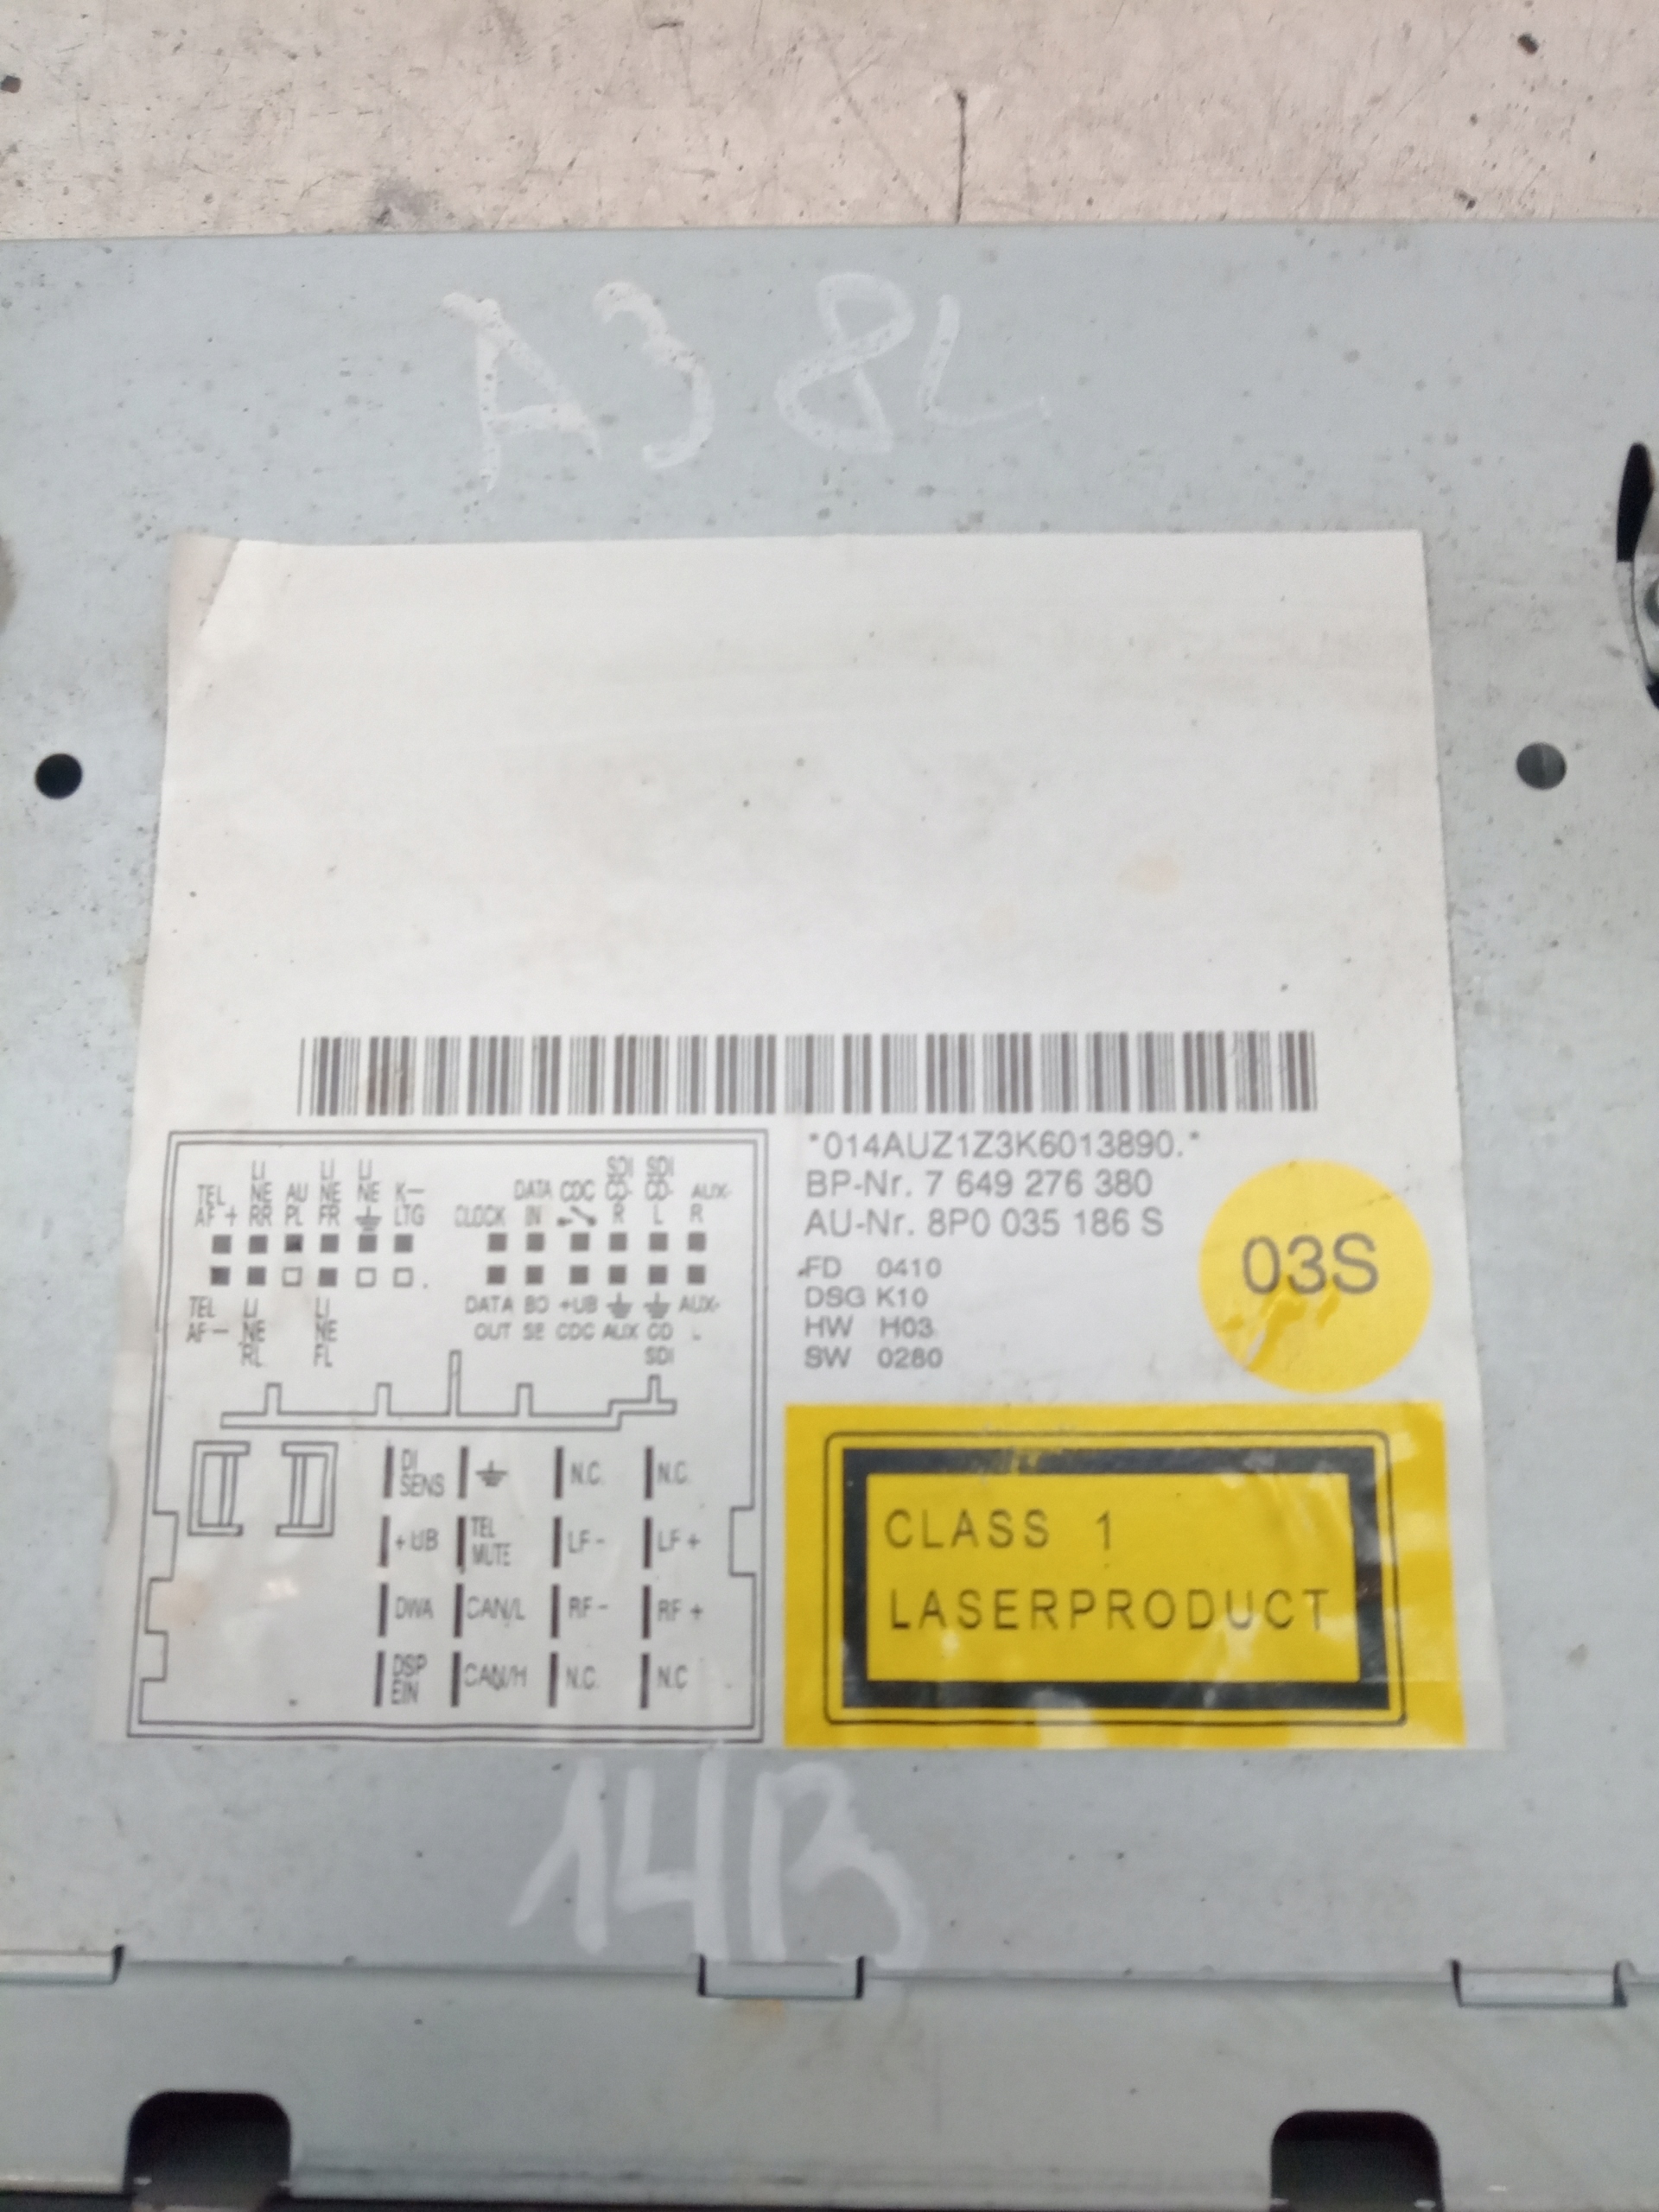 A3 8L
*014AUZ1Z3K6013890.*
BP-Nr. 7 649 276 380
AU-Nr. 8P0 035 186 S
FD 0410
DSG K10
HW H03
SW 0280
03S
LI LI LI SDI SDI
TEL NE AU NE NE K- DATA CDC CD- CD- AUX-
AF + RR PL FR LTG CLOCK IN R L R
TEL LI LI DATA BO +UB AUX-
AF - NE NE OUT SE CDC AUX CD L
RL FL SDI
DI SENS N.C. N.C.
+UB TEL MUTE LF - LF +
DWA CAN/L RF - RF +
DSP EIN CAN/H N.C. N.C
CLASS 1
LASERPRODUCT
14B